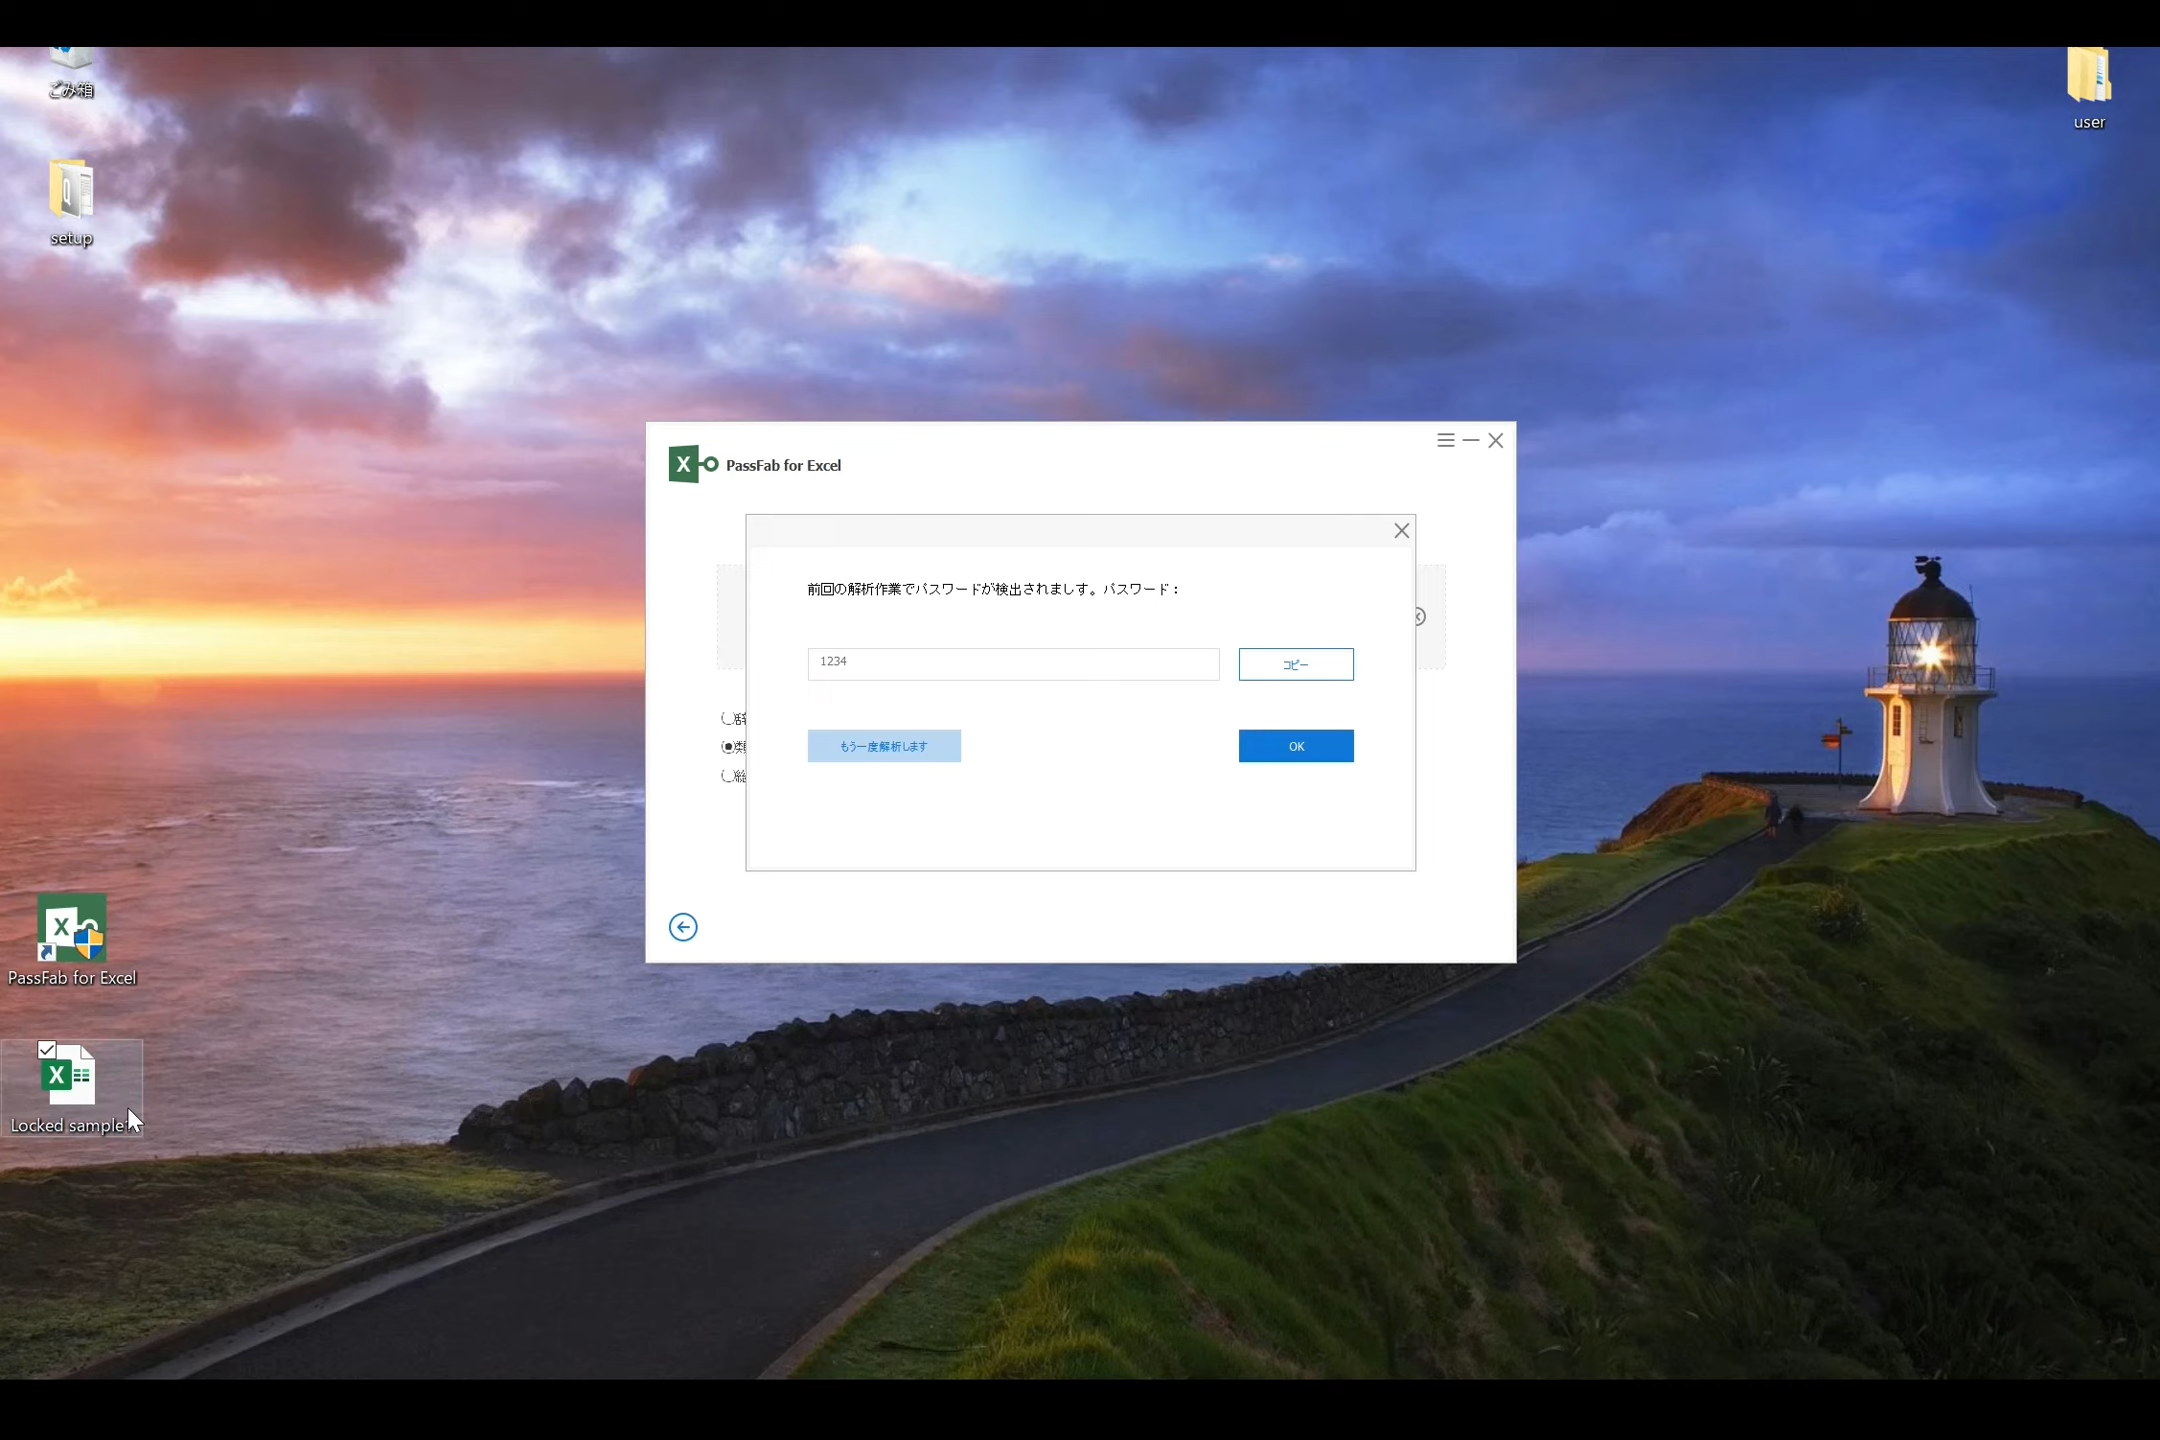 ごみ箱
user
setup
PassFab for Excel
前回の解析作業でパスワードが検出されましす。パスワード：
1234
コピー
もう一度解析します
OK
PassFab for Excel
Locked sample